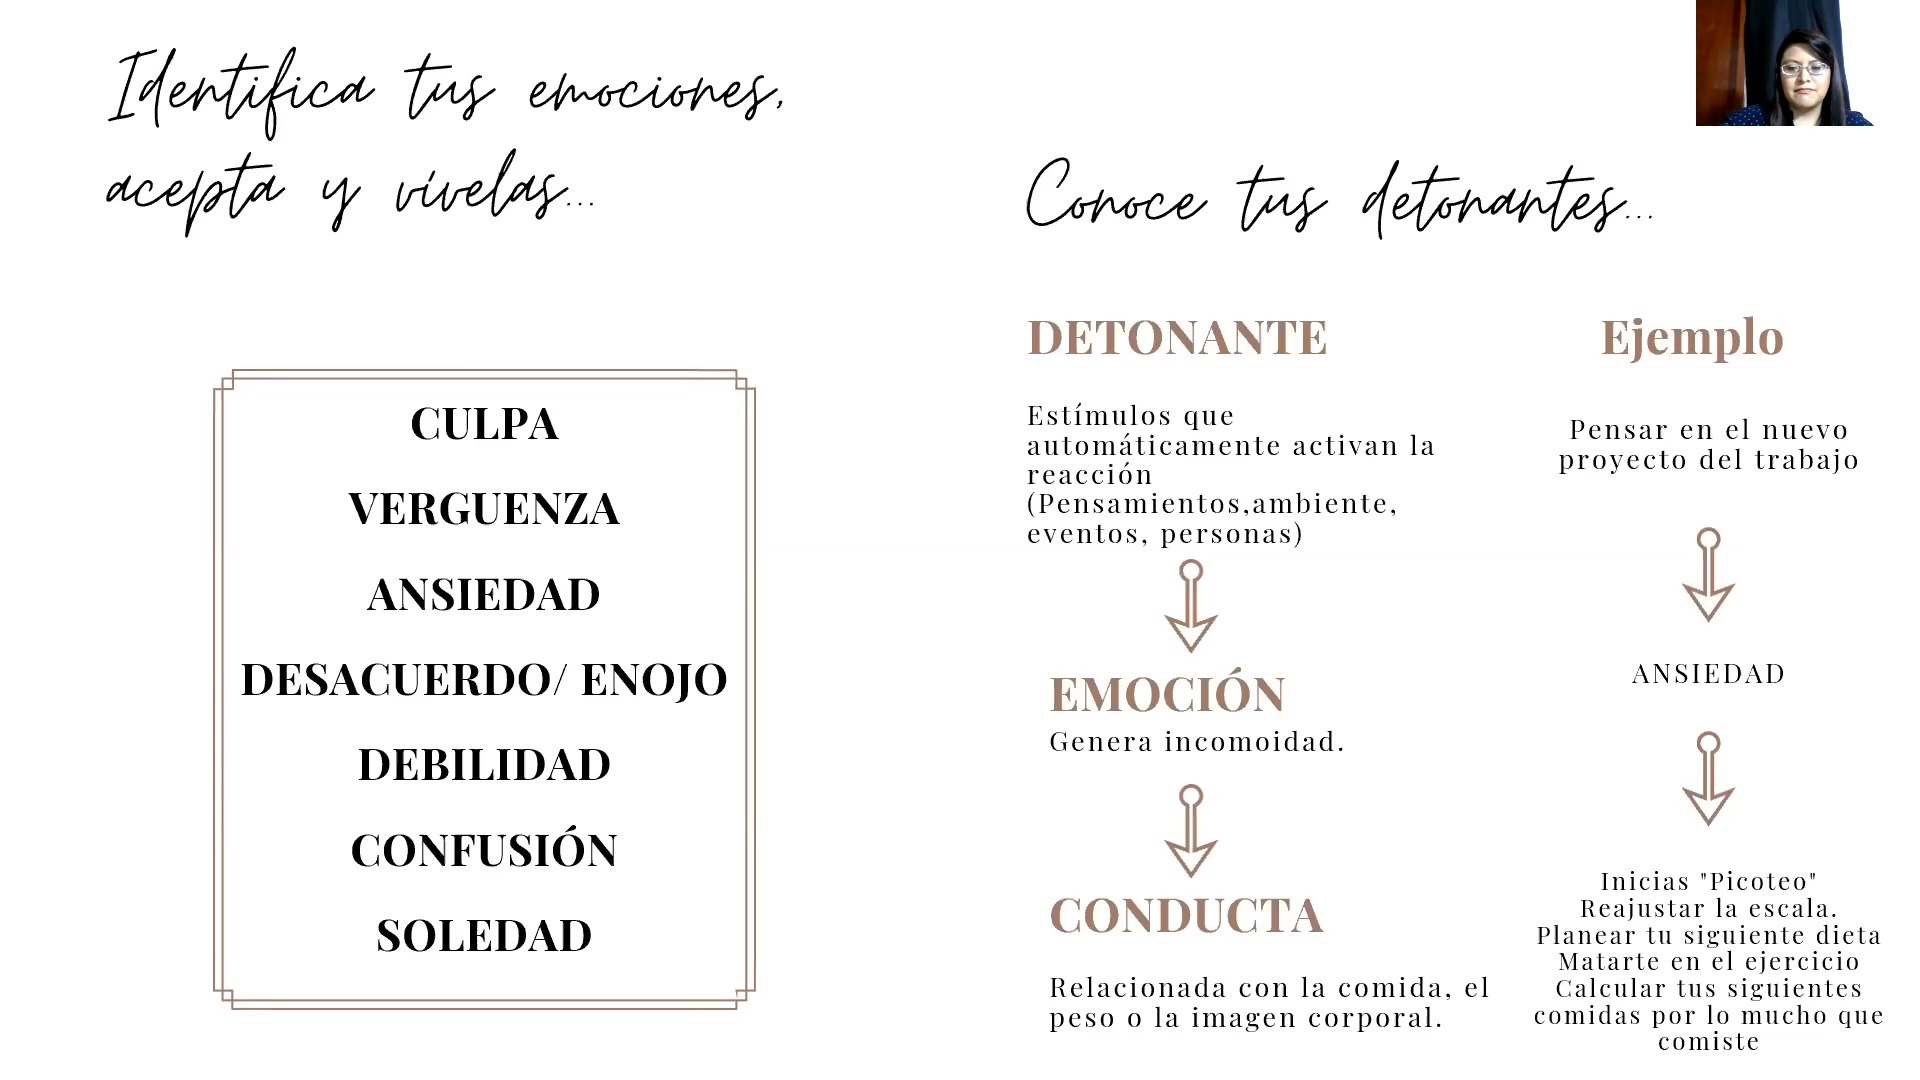 Identifica tus emociones,
acepta y vívelas...
CULPA
VERGUENZA
ANSIEDAD
DESACUERDO/ ENOJO
DEBILIDAD
CONFUSIÓN
SOLEDAD
Conoce tus detonantes...
DETONANTE
Estímulos que
automáticamente activan la
reacción
(Pensamientos,ambiente,
eventos, personas)
EMOCIÓN
Genera incomoidad.
CONDUCTA
Relacionada con la comida, el
peso o la imagen corporal.
Ejemplo
Pensar en el nuevo
proyecto del trabajo
ANSIEDAD
Inicias "Picoteo"
Reajustar la escala.
Planear tu siguiente dieta
Matarte en el ejercicio
Calcular tus siguientes
comidas por lo mucho que
comiste